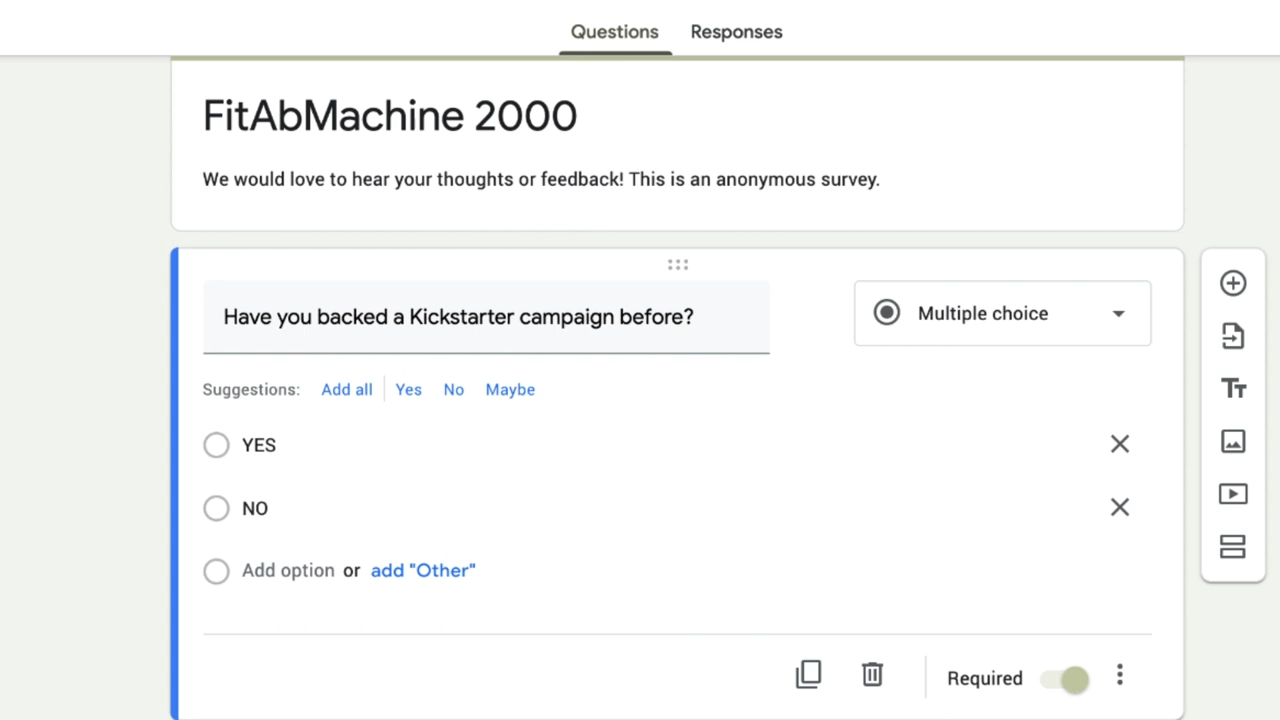 Questions Responses
FitAbMachine 2000
We would love to hear your thoughts or feedback! This is an anonymous survey.
Have you backed a Kickstarter campaign before?
Multiple choice
Suggestions: Add all Yes No Maybe
YES
NO
Add option or add "Other"
Required